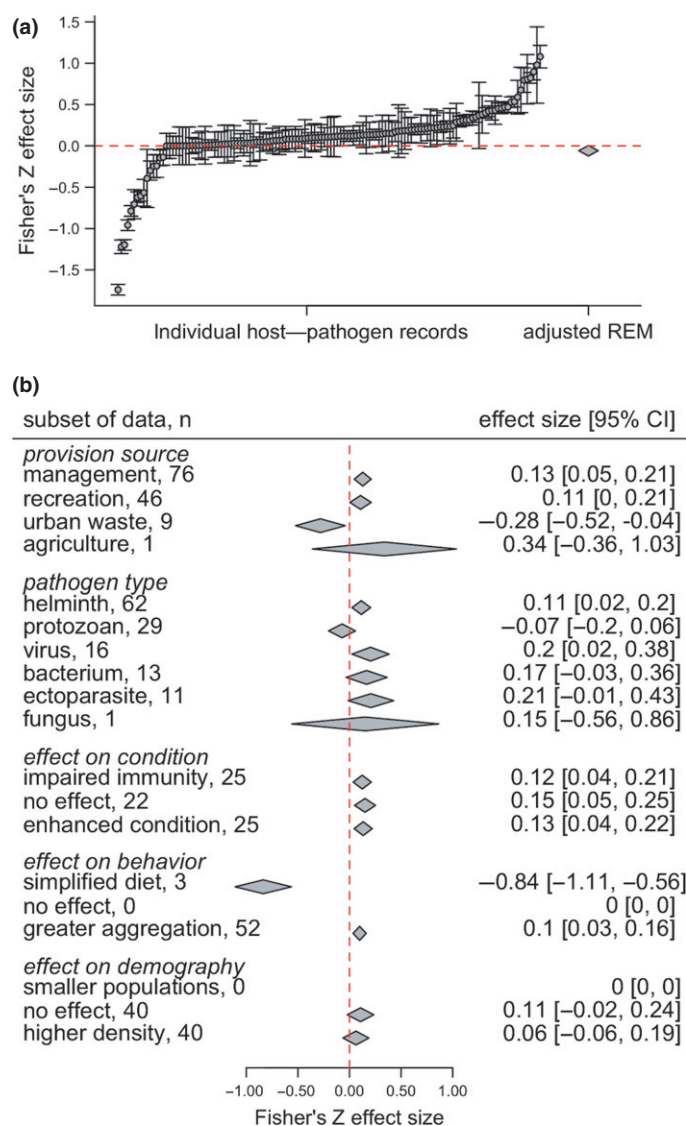 (a)
Fisher's Z effect size
1.5
1.0
0.5
0.0
−0.5
−1.0
−1.5
Individual host—pathogen records
adjusted REM
(b)
subset of data, n effect size [95% CI]
provision source
management, 76 0.13 [0.05, 0.21]
recreation, 46 0.11 [0, 0.21]
urban waste, 9 −0.28 [−0.52, -0.04]
agriculture, 1 0.34 [−0.36, 1.03]
pathogen type
helminth, 62 0.11 [0.02, 0.2]
protozoan, 29 −0.07 [−0.2, 0.06]
virus, 16 0.2 [0.02, 0.38]
bacterium, 13 0.17 [−0.03, 0.36]
ectoparasite, 11 0.21 [−0.01, 0.43]
fungus, 1 0.15 [−0.56, 0.86]
effect on condition
impaired immunity, 25 0.12 [0.04, 0.21]
no effect, 22 0.15 [0.05, 0.25]
enhanced condition, 25 0.13 [0.04, 0.22]
effect on behavior
simplified diet, 3 −0.84 [−1.11, −0.56]
no effect, 0 0 [0, 0]
greater aggregation, 52 0.1 [0.03, 0.16]
effect on demography
smaller populations, 0 0 [0, 0]
no effect, 40 0.11 [−0.02, 0.24]
higher density, 40 0.06 [−0.06, 0.19]
−1.00 −0.50 0.00 0.50 1.00
Fisher's Z effect size